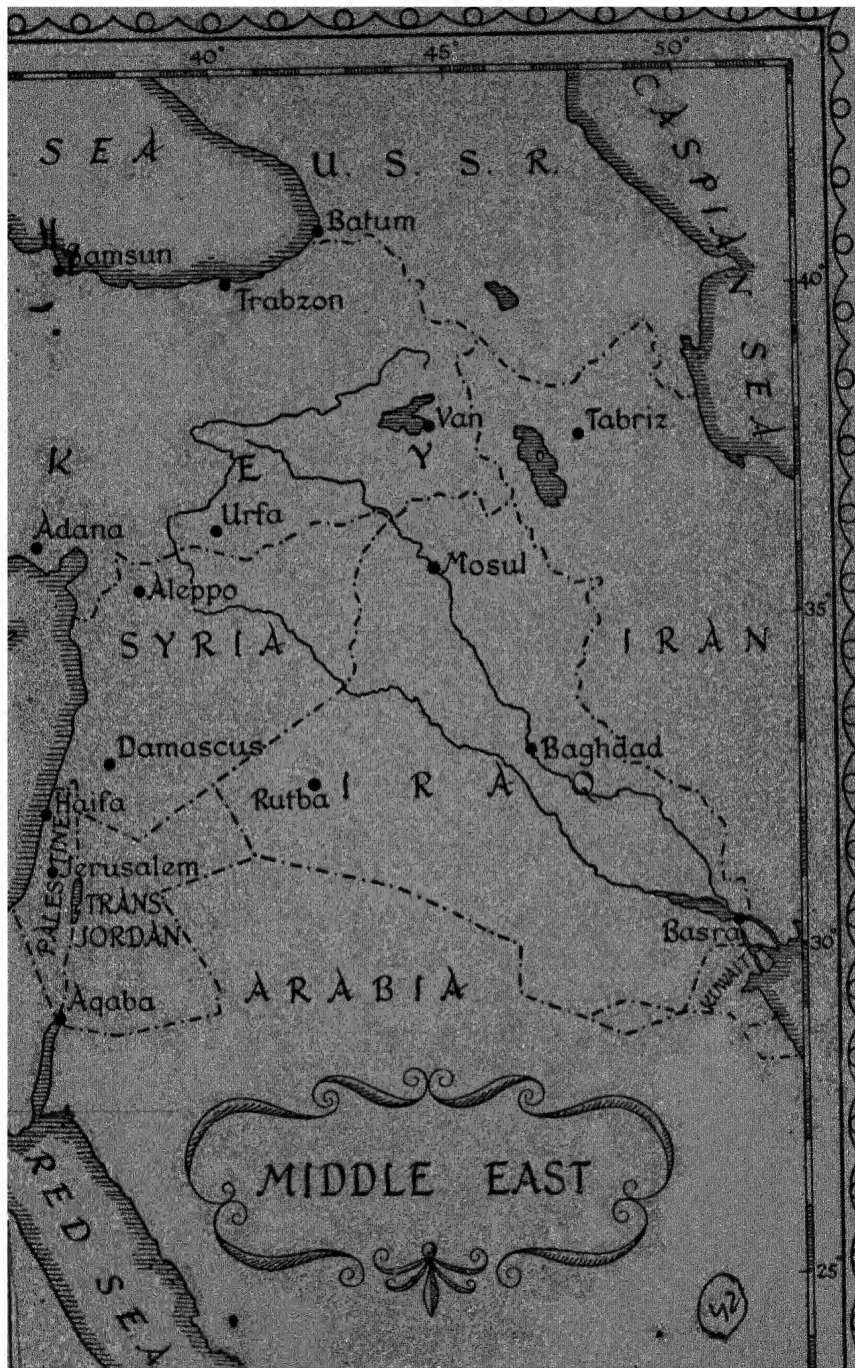 40° 45° 50°
CASPIAN SEA
SEA
U. S. S. R.
Batum
Samsun
40°
Trabzon
Van
Tabriz
K E Y
Urfa
Adana
Mosul
Aleppo
35°
SYRIA
IRAN
Damascus
Baghdad
IRAQ
Rutba
Haifa
PALESTINE
Jerusalem
TRANS
JORDAN
Basra
30°
KUWAIT
ARABIA
Aqaba
MIDDLE EAST
RED SEA
25°